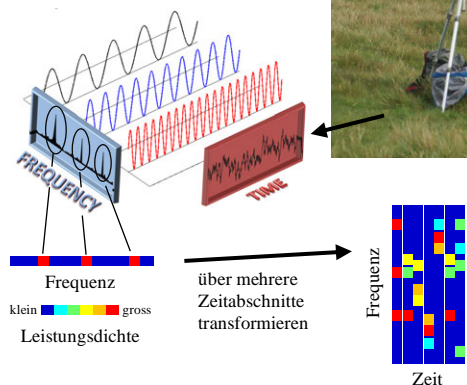 FREQUENCY
TIME
Frequenz
klein gross
Leistungsdichte
über mehrere
Zeitabschnitte
transformieren
Frequenz
Zeit